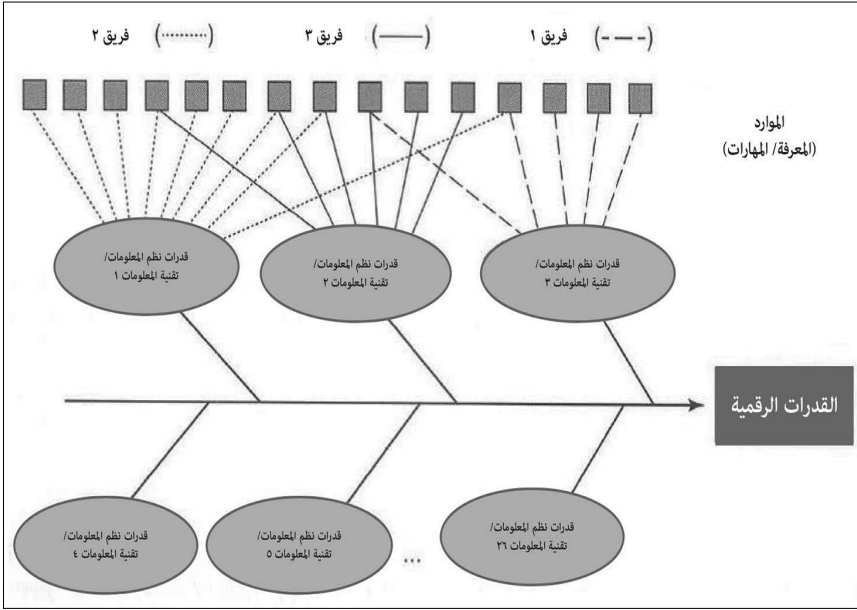 فريق ١ (— — —)
فريق ٣ (———)
فريق ٢ (............)
الموارد
(المعرفة/ المهارات)
قدرات نظم المعلومات/
تقنية المعلومات ٣
قدرات نظم المعلومات/
تقنية المعلومات ٢
قدرات نظم المعلومات/
تقنية المعلومات ١
القدرات الرقمية
قدرات نظم المعلومات/
تقنية المعلومات ٢٦
...
قدرات نظم المعلومات/
تقنية المعلومات ٥
قدرات نظم المعلومات/
تقنية المعلومات ٤